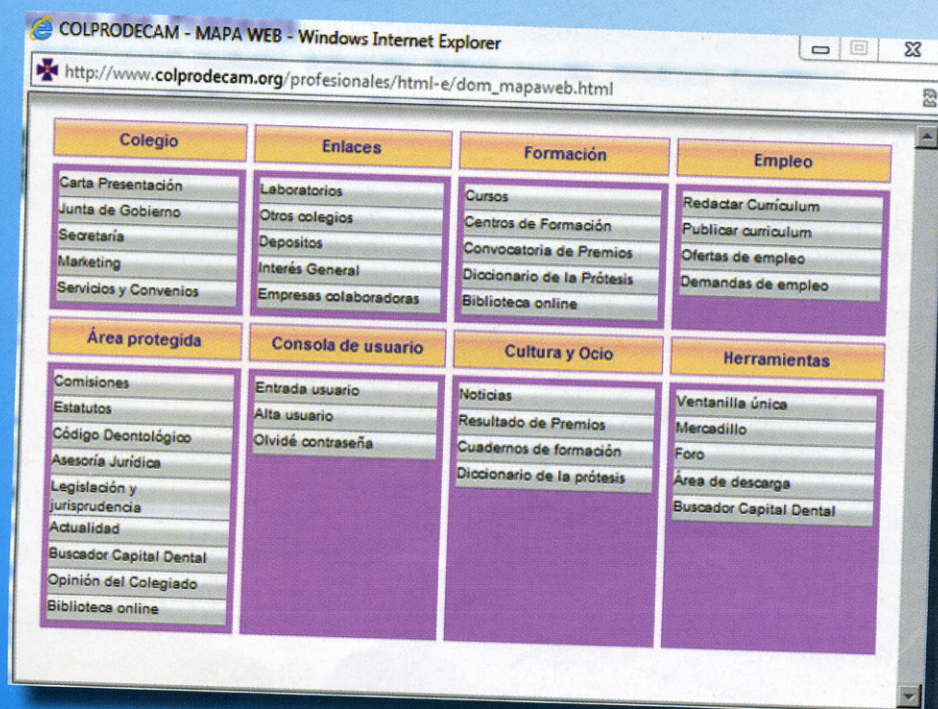 COLPRODECAM - MAPA WEB - Windows Internet Explorer
http://www.colprodecam.org/profesionales/html-e/dom_mapaweb.html
Colegio
Carta Presentación
Junta de Gobierno
Secretaría
Marketing
Servicios y Convenios
Enlaces
Laboratorios
Otros colegios
Depositos
Interés General
Empresas colaboradoras
Formación
Cursos
Centros de Formación
Convocatoria de Premios
Diccionario de la Prótesis
Biblioteca online
Empleo
Redactar Currículum
Publicar curriculum
Ofertas de empleo
Demandas de empleo
Área protegida
Comisiones
Estatutos
Código Deontológico
Asesoría Jurídica
Legislación y
jurisprudencia
Actualidad
Buscador Capital Dental
Opinión del Colegiado
Biblioteca online
Consola de usuario
Entrada usuario
Alta usuario
Olvidé contraseña
Cultura y Ocio
Noticias
Resultado de Premios
Cuadernos de formación
Diccionario de la prótesis
Herramientas
Ventanilla única
Mercadillo
Foro
Área de descarga
Buscador Capital Dental